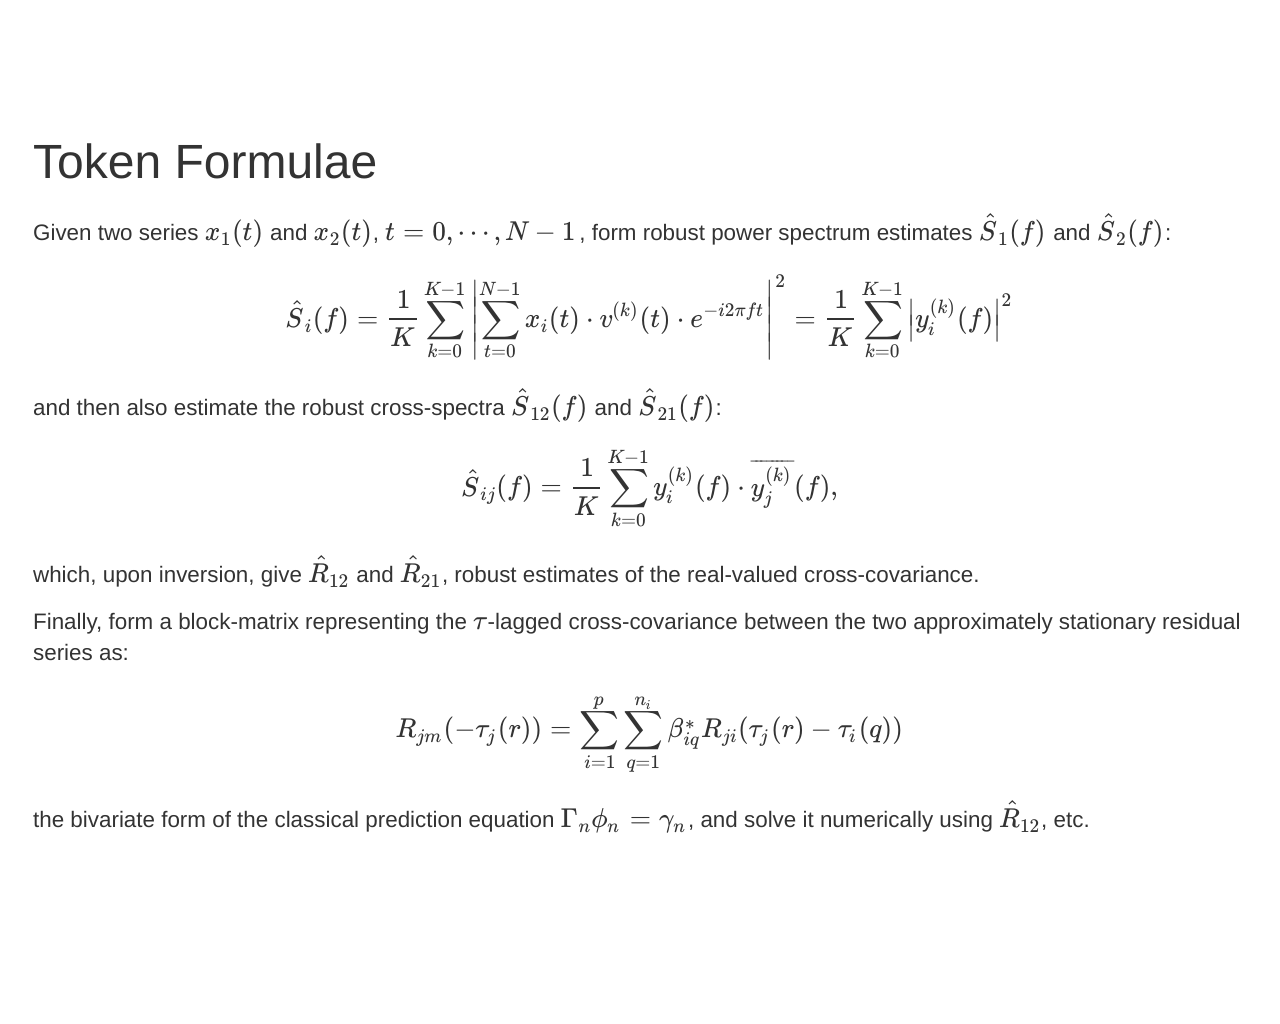 Token Formulae
Given two series $x_1(t)$ and $x_2(t)$, $t = 0, \cdots, N-1$, form robust power spectrum estimates $\hat{S}_1(f)$ and $\hat{S}_2(f)$:
$$\hat{S}_i(f) = \frac{1}{K} \sum_{k=0}^{K-1} \left| \sum_{t=0}^{N-1} x_i(t) \cdot v^{(k)}(t) \cdot e^{-i2\pi ft} \right|^2 = \frac{1}{K} \sum_{k=0}^{K-1} \left| y_i^{(k)}(f) \right|^2$$
and then also estimate the robust cross-spectra $\hat{S}_{12}(f)$ and $\hat{S}_{21}(f)$:
$$\hat{S}_{ij}(f) = \frac{1}{K} \sum_{k=0}^{K-1} y_i^{(k)}(f) \cdot \overline{y_j^{(k)}}(f),$$
which, upon inversion, give $\hat{R}_{12}$ and $\hat{R}_{21}$, robust estimates of the real-valued cross-covariance.
Finally, form a block-matrix representing the $\tau$-lagged cross-covariance between the two approximately stationary residual
series as:
$$R_{jm}(-\tau_j(r)) = \sum_{i=1}^{p} \sum_{q=1}^{n_i} \beta_{iq}^* R_{ji}(\tau_j(r) - \tau_i(q))$$
the bivariate form of the classical prediction equation $\Gamma_n \phi_n = \gamma_n$, and solve it numerically using $\hat{R}_{12}$, etc.